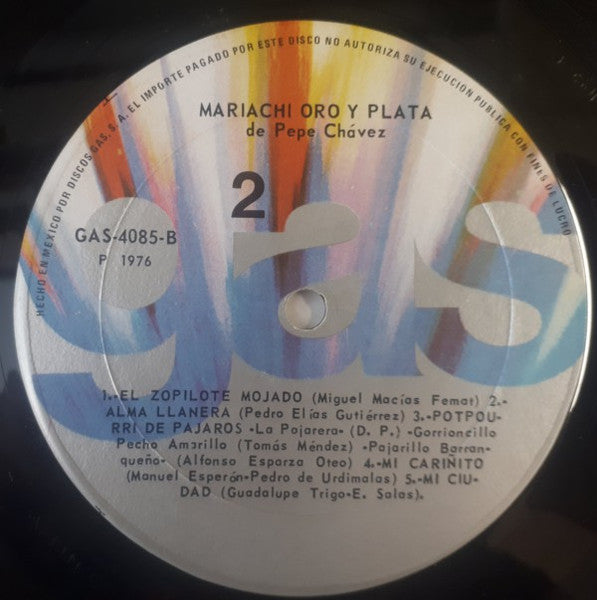 HECHO EN MEXICO POR DISCOS GAS, S. A. EL IMPORTE PAGADO POR ESTE DISCO NO AUTORIZA SU EJECUCION PUBLICA CON FINES DE LUCRO
MARIACHI ORO Y PLATA
de Pepe Chávez
2
GAS-4085-B
P 1976
gas
1.-EL ZOPILOTE MOJADO (Miguel Macías Femat) 2.-
ALMA LLANERA (Pedro Elías Gutiérrez) 3.-POTPOU-
RRI DE PAJAROS -La Pajarera- (D. P.) -Gorrioncillo
Pecho Amarillo (Tomás Méndez) -Pajarillo Barran-
queño- (Alfonso Esparza Oteo) 4.-MI CARIÑITO
(Manuel Esperón-Pedro de Urdimalas) 5.-MI CIU-
DAD (Guadalupe Trigo-E. Salas).